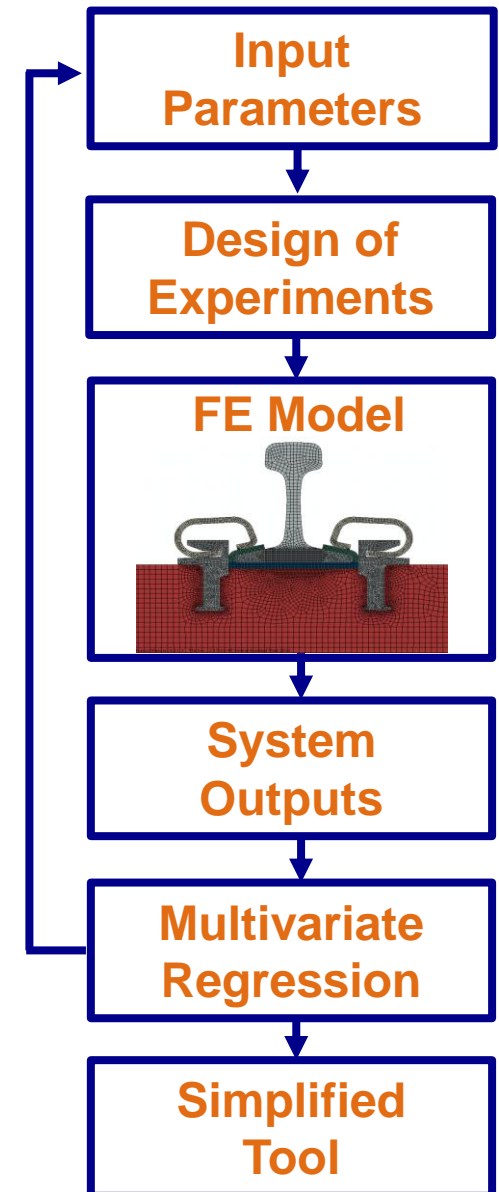 Input
Parameters
Design of
Experiments
FE Model
System
Outputs
Multivariate
Regression
Simplified
Tool